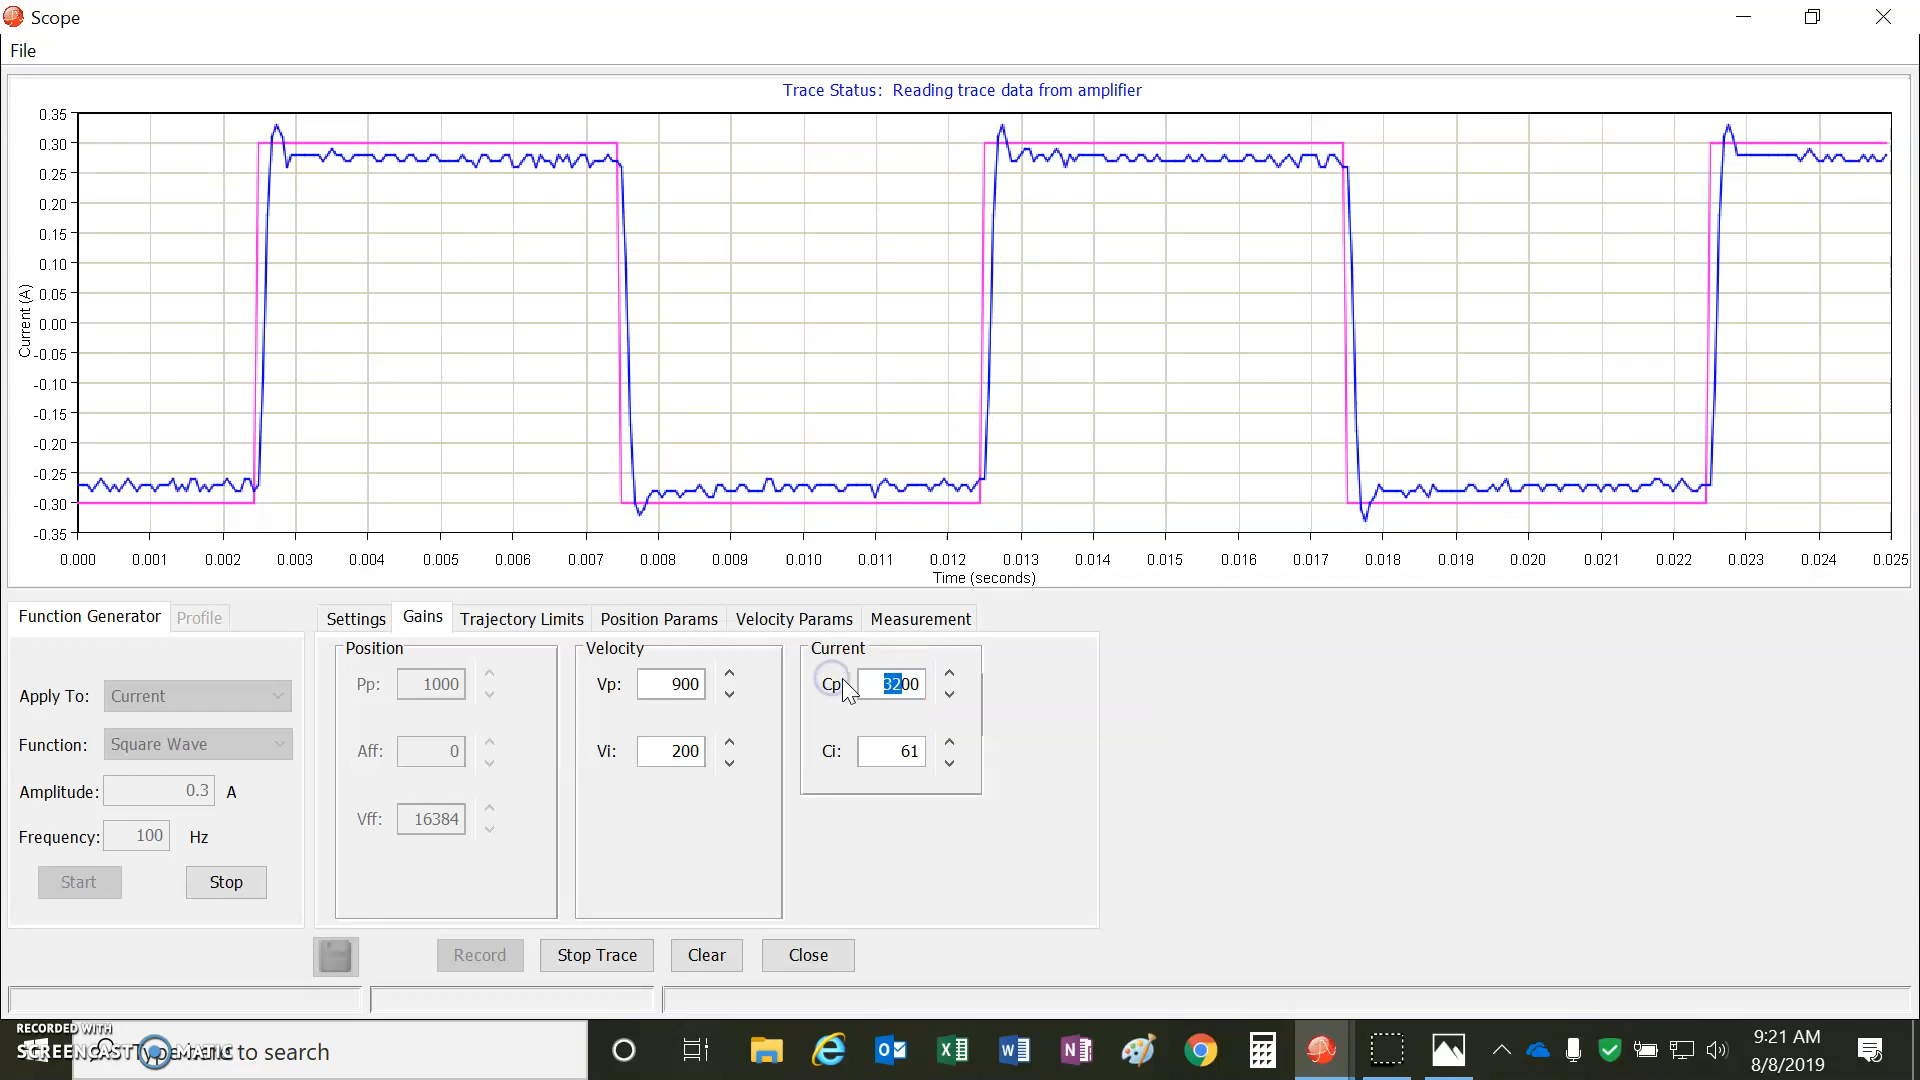 Scope
File
Trace Status: Reading trace data from amplifier
0.35
0.30
0.25
0.20
0.15
0.10
0.05
0.00
-0.05
-0.10
-0.15
-0.20
-0.25
-0.30
-0.35
Current (A)
0.000 0.001 0.002 0.003 0.004 0.005 0.006 0.007 0.008 0.009 0.010 0.011 0.012 0.013 0.014 0.015 0.016 0.017 0.018 0.019 0.020 0.021 0.022 0.023 0.024 0.025
Time (seconds)
Function Generator Profile
Apply To: Current
Function: Square Wave
Amplitude: 0.3 A
Frequency: 100 Hz
Start Stop
Settings Gains Trajectory Limits Position Params Velocity Params Measurement
Position
Pp: 1000
Aff: 0
Vff: 16384
Velocity
Vp: 900
Vi: 200
Current
Cp 3200
Ci: 61
Record Stop Trace Clear Close
RECORDED WITH
SCREENCAST MATIC
Type here to search
9:21 AM
8/8/2019